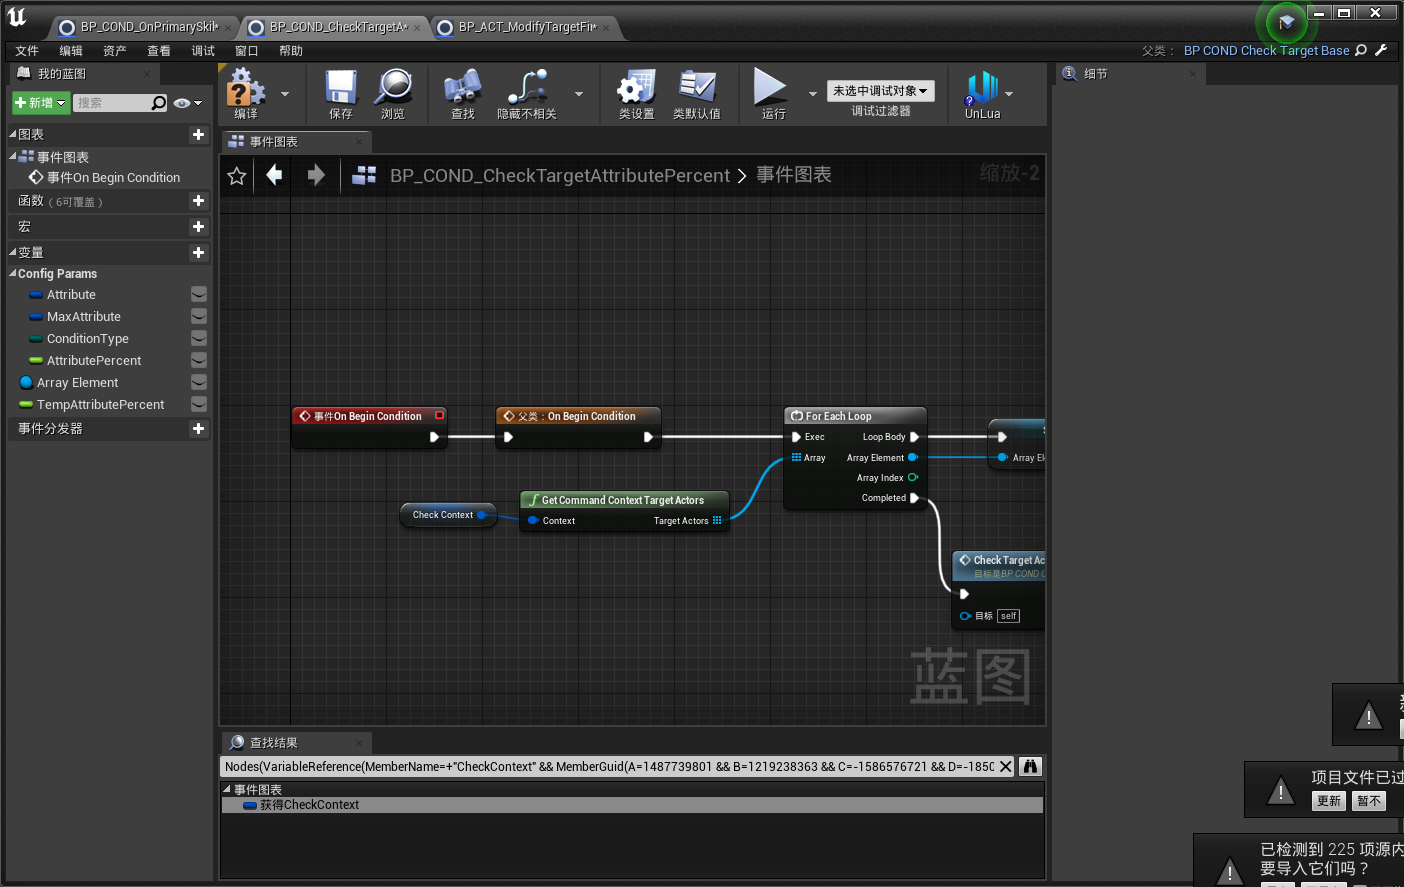 BP_COND_OnPrimarySkil*
BP_COND_CheckTargetA*
BP_ACT_ModifyTargetFi*
文件 编辑 资产 查看 调试 窗口 帮助
父类： BP COND Check Target Base
我的蓝图
新增
搜索
图表
事件图表
事件On Begin Condition
函数 （6可覆盖）
宏
变量
Config Params
Attribute
MaxAttribute
ConditionType
AttributePercent
Array Element
TempAttributePercent
事件分发器
编译
保存
浏览
查找
隐藏不相关
类设置
类默认值
运行
未选中调试对象
调试过滤器
UnLua
细节
事件图表
BP_COND_CheckTargetAttributePercent > 事件图表
缩放-2
事件On Begin Condition
父类：On Begin Condition
For Each Loop
Exec Loop Body
Array Array Element
Array Index
Completed
Array El
Check Context
Get Command Context Target Actors
Context Target Actors
Check Target Ac
目标是BP COND C
目标 self
蓝图
查找结果
Nodes(VariableReference(MemberName=+"CheckContext" && MemberGuid(A=1487739801 && B=1219238363 && C=-1586576721 && D=-1850
事件图表
获得CheckContext
项目文件已过
更新 暂不
已检测到 225 项源内
要导入它们吗？